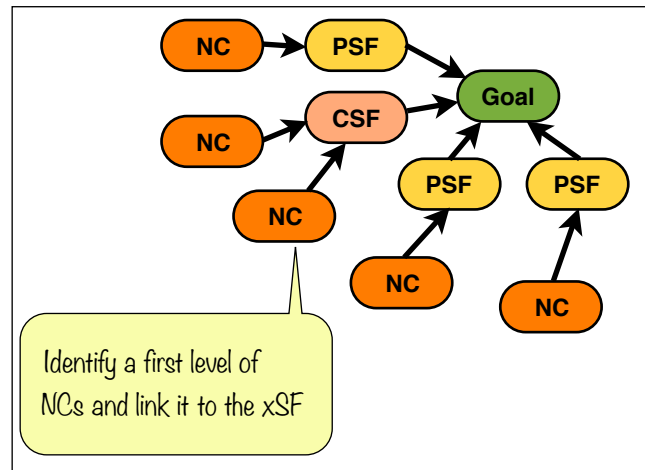 NC
PSF
Goal
NC
CSF
NC
PSF
PSF
NC
NC
Identify a first level of
NCs and link it to the xSF